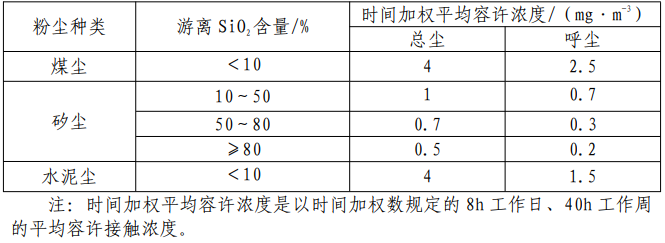 粉尘种类 游离 SiO₂含量/% 时间加权平均容许浓度/(mg·m⁻³)
总尘 呼尘
煤尘 <10 4 2.5
矽尘 10~50 1 0.7
50~80 0.7 0.3
≥80 0.5 0.2
水泥尘 <10 4 1.5
注: 时间加权平均容许浓度是以时间加权数规定的 8h 工作日、40h 工作周
的平均容许接触浓度。